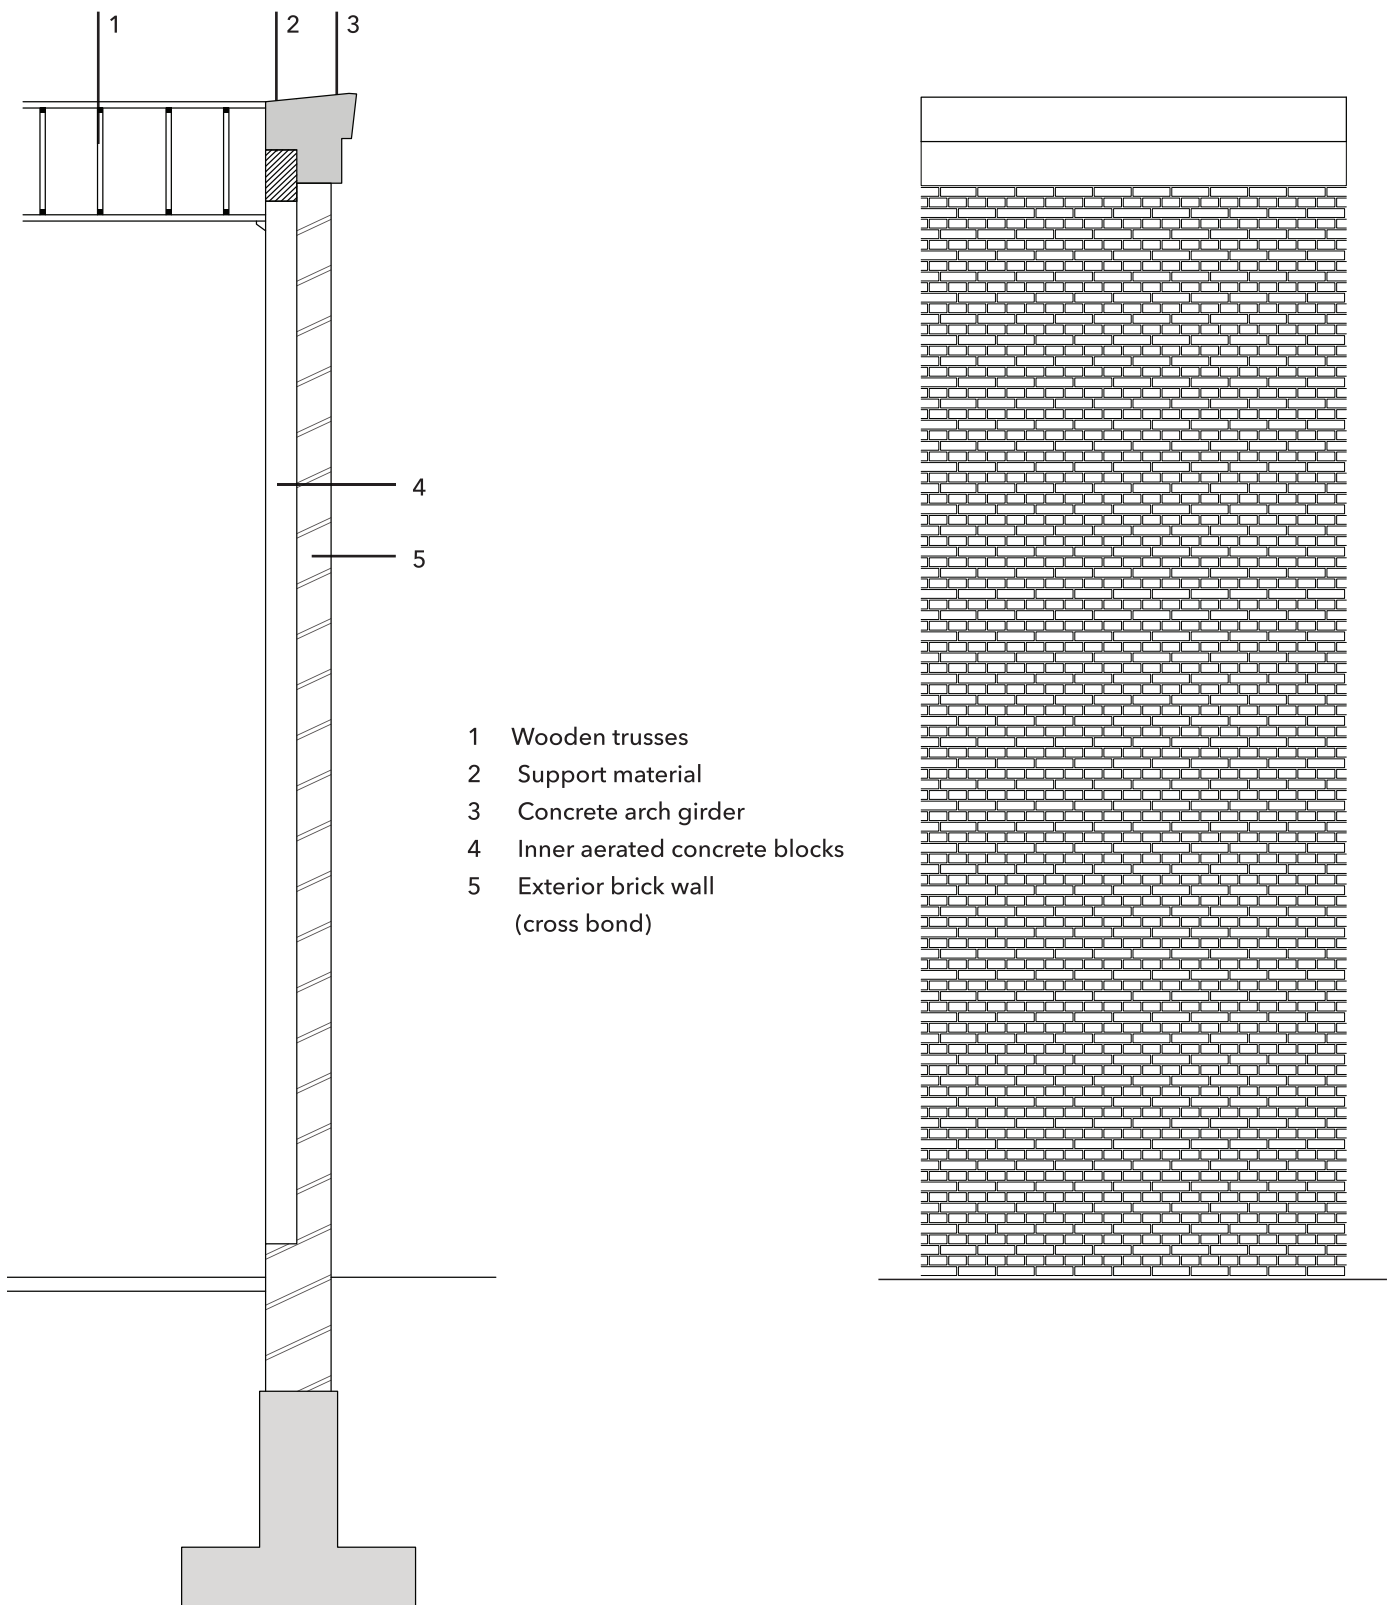 1 2 3
4
5
1 Wooden trusses
2 Support material
3 Concrete arch girder
4 Inner aerated concrete blocks
5 Exterior brick wall
(cross bond)